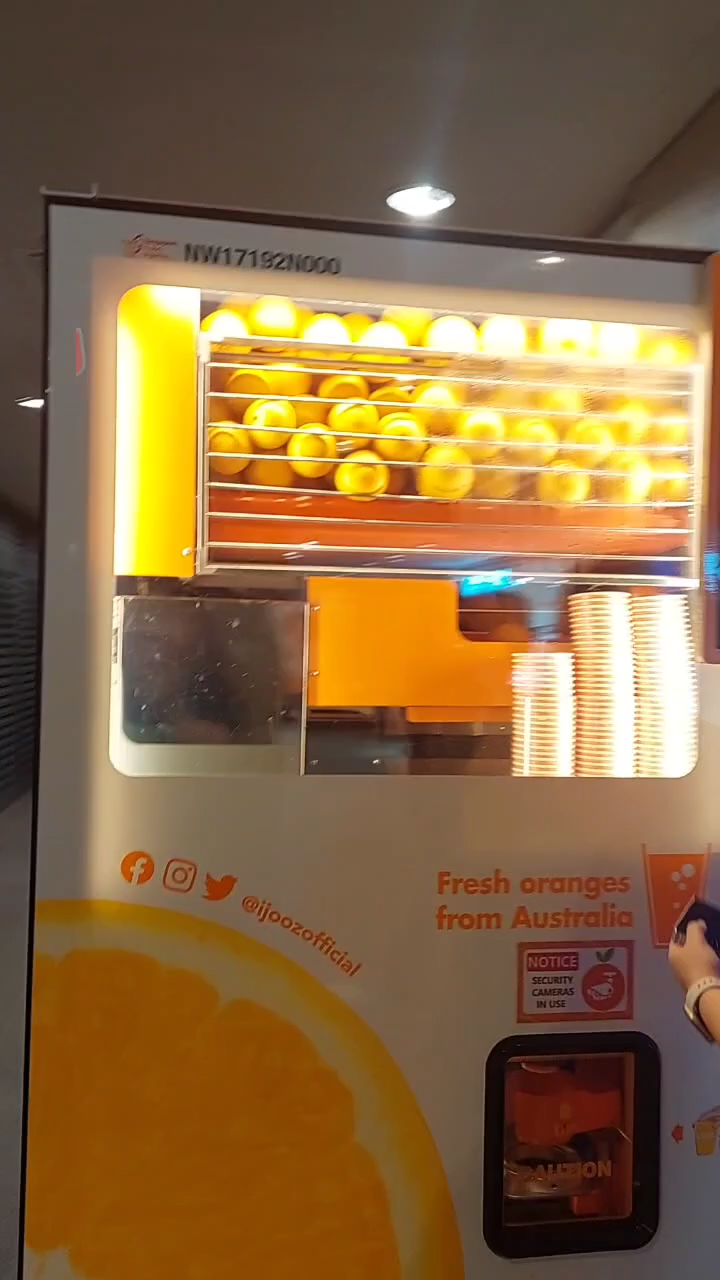 NW17192N000
@ijoozofficial
Fresh oranges
from Australia
NOTICE
SECURITY
CAMERAS
IN USE
CAUTION